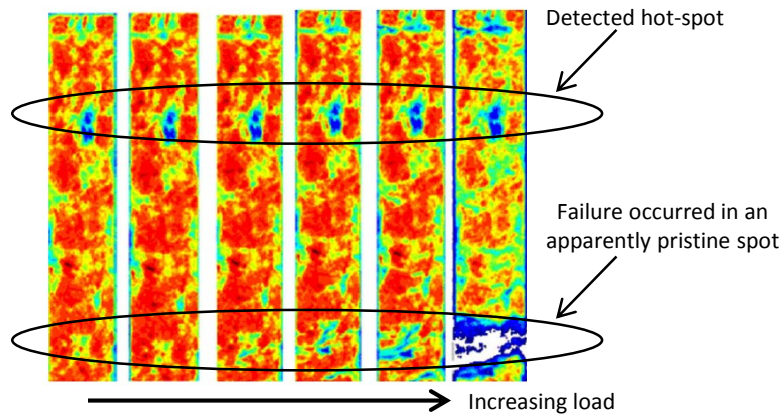 Detected hot-spot
Failure occurred in an
apparently pristine spot
Increasing load